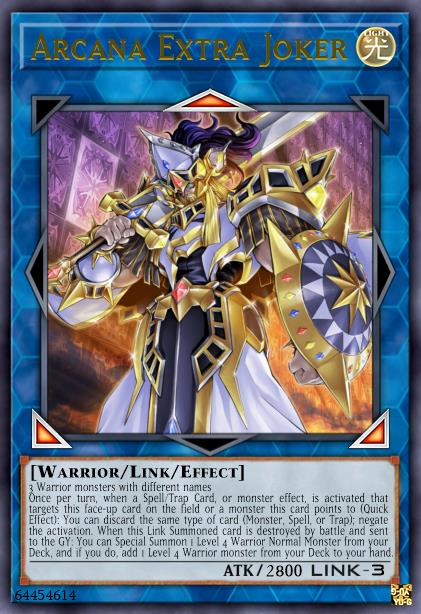 ARCANA EXTRA JOKER
LIGHT
光
[WARRIOR/LINK/EFFECT]
3 Warrior monsters with different names
Once per turn, when a Spell/Trap Card, or monster effect, is activated that
targets this face-up card on the field or a monster this card points to (Quick
Effect): You can discard the same type of card (Monster, Spell, or Trap); negate
the activation. When this Link Summoned card is destroyed by battle and sent
to the GY: You can Special Summon 1 Level 4 Warrior Normal Monster from your
Deck, and if you do, add 1 Level 4 Warrior monster from your Deck to your hand.
ATK/2800 LINK-3
64454614